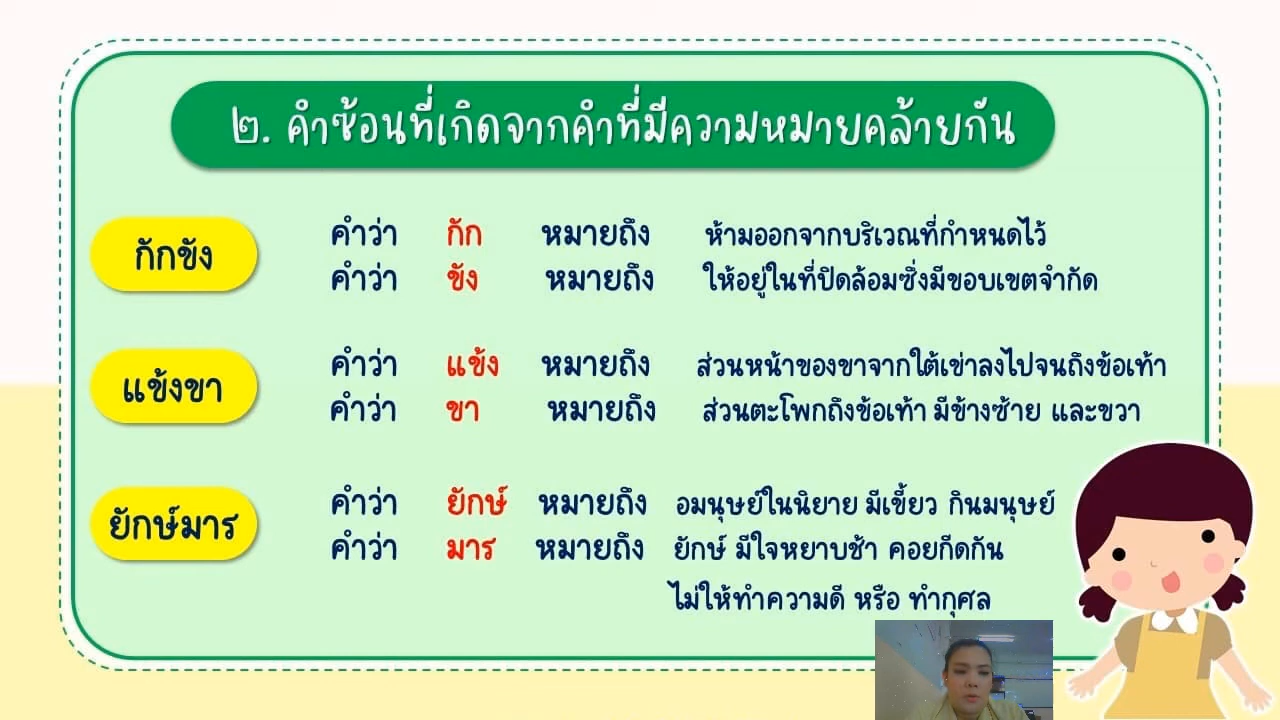 ๒. คำซ้อนที่เกิดจากคำที่มีความหมายคล้ายกัน
กักขัง
คำว่า กัก หมายถึง ห้ามออกจากบริเวณที่กำหนดไว้
คำว่า ขัง หมายถึง ให้อยู่ในที่ปิดล้อมซึ่งมีขอบเขตจำกัด
แข้งขา
คำว่า แข้ง หมายถึง ส่วนหน้าของขาจากใต้เข่าลงไปจนถึงข้อเท้า
คำว่า ขา หมายถึง ส่วนตะโพกถึงข้อเท้า มีข้างซ้าย และขวา
ยักษ์มาร
คำว่า ยักษ์ หมายถึง อมนุษย์ในนิยาย มีเขี้ยว กินมนุษย์
คำว่า มาร หมายถึง ยักษ์ มีใจหยาบช้า คอยกีดกัน
ไม่ให้ทำความดี หรือ ทำกุศล